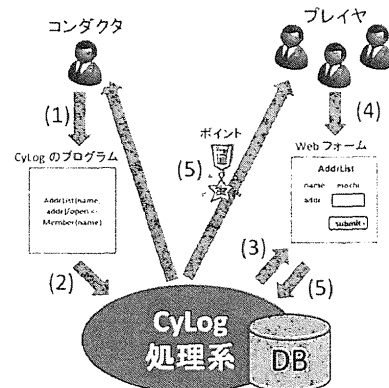 コンダクタ
プレイヤ
(1)
(4)
CyLog のプログラム
ポイント
Web フォーム
(5)
AddrList(name,
addr)/open<-
Member(name)
AddrList
name mochi
addr
submit
(2)
(3)
(5)
CyLog
処理系
DB